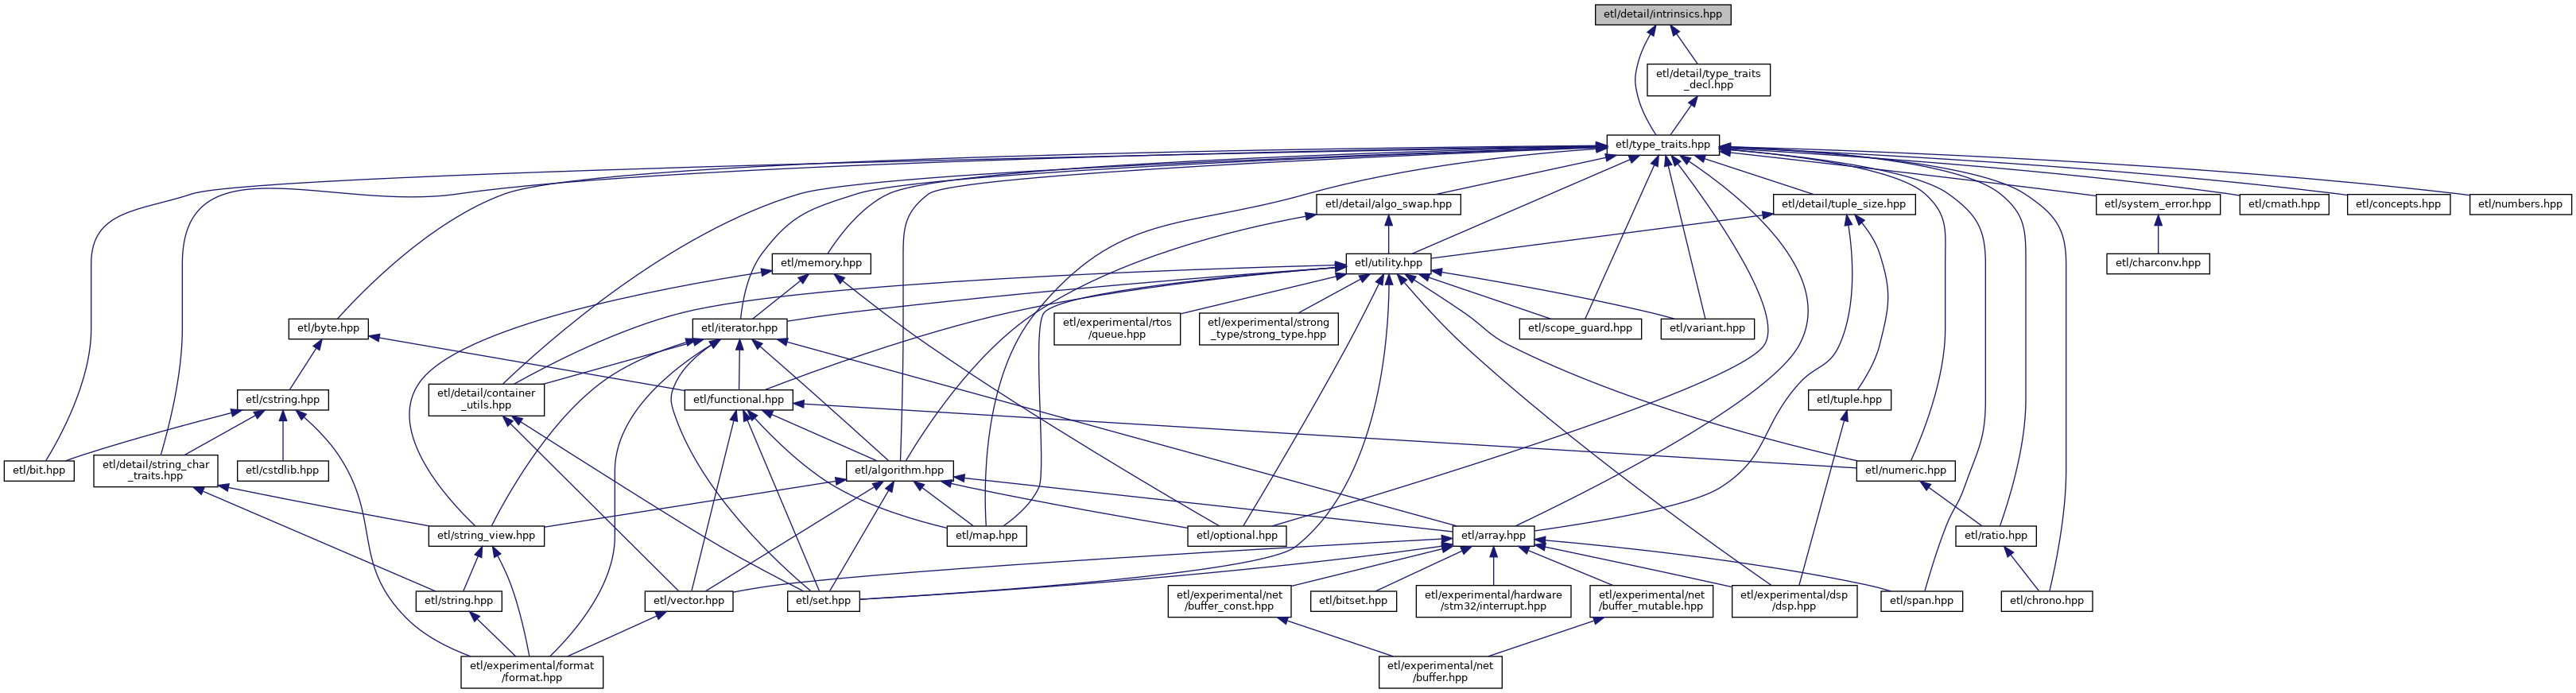 etl/detail/intrinsics.hpp
etl/detail/type_traits
_decl.hpp
etl/type_traits.hpp
etl/detail/algo_swap.hpp
etl/detail/tuple_size.hpp
etl/system_error.hpp
etl/cmath.hpp
etl/concepts.hpp
etl/numbers.hpp
etl/memory.hpp
etl/utility.hpp
etl/charconv.hpp
etl/byte.hpp
etl/iterator.hpp
etl/experimental/rtos
/queue.hpp
etl/experimental/strong
_type/strong_type.hpp
etl/scope_guard.hpp
etl/variant.hpp
etl/cstring.hpp
etl/detail/container
_utils.hpp
etl/functional.hpp
etl/tuple.hpp
etl/bit.hpp
etl/detail/string_char
_traits.hpp
etl/cstdlib.hpp
etl/algorithm.hpp
etl/numeric.hpp
etl/string_view.hpp
etl/map.hpp
etl/optional.hpp
etl/array.hpp
etl/ratio.hpp
etl/string.hpp
etl/vector.hpp
etl/set.hpp
etl/experimental/net
/buffer_const.hpp
etl/bitset.hpp
etl/experimental/hardware
/stm32/interrupt.hpp
etl/experimental/net
/buffer_mutable.hpp
etl/experimental/dsp
/dsp.hpp
etl/span.hpp
etl/chrono.hpp
etl/experimental/format
/format.hpp
etl/experimental/net
/buffer.hpp